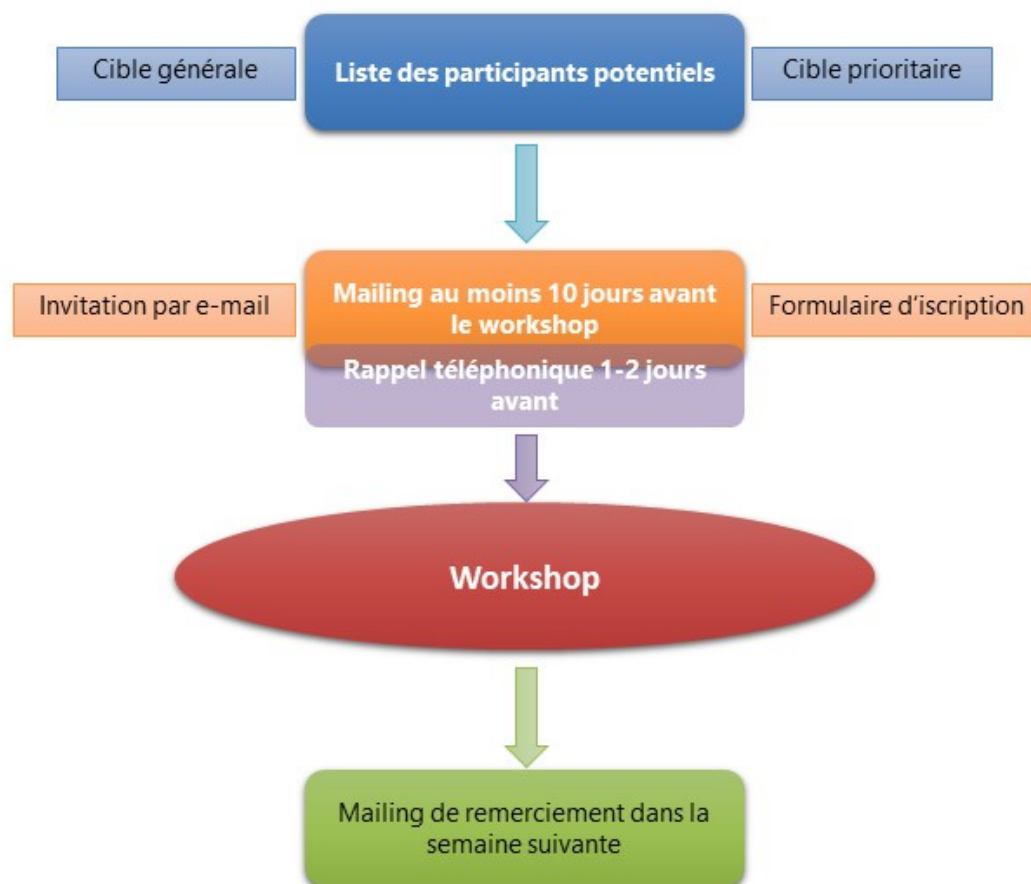 Cible générale
Liste des participants potentiels
Cible prioritaire
Invitation par e-mail
Mailing au moins 10 jours avant
le workshop
Formulaire d’iscription
Rappel téléphonique 1-2 jours
avant
Workshop
Mailing de remerciement dans la
semaine suivante